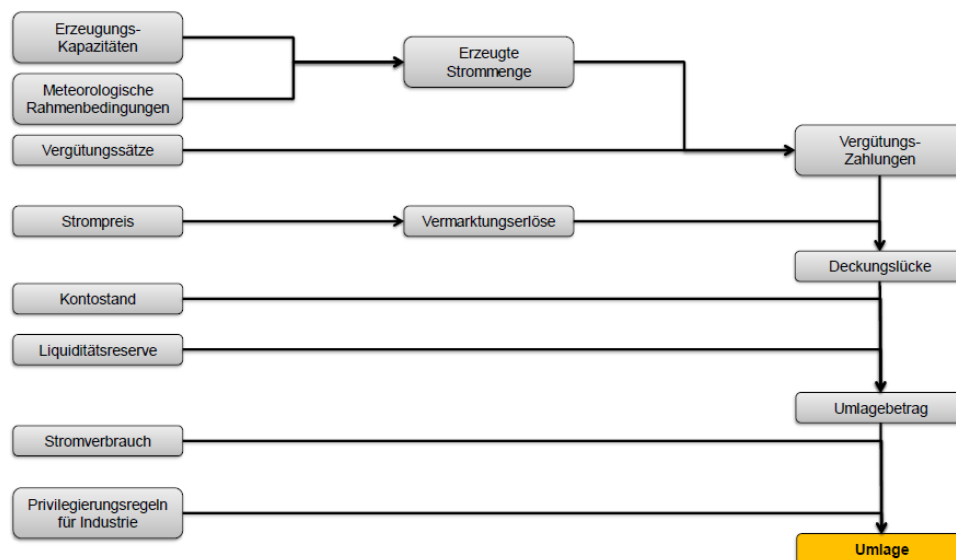 Erzeugungs-
Kapazitäten
Erzeugte
Strommenge
Meteorologische
Rahmenbedingungen
Vergütungssätze
Vergütungs-
Zahlungen
Strompreis
Vermarktungserlöse
Deckungslücke
Kontostand
Liquiditätsreserve
Umlagebetrag
Stromverbrauch
Privilegierungsregeln
für Industrie
Umlage